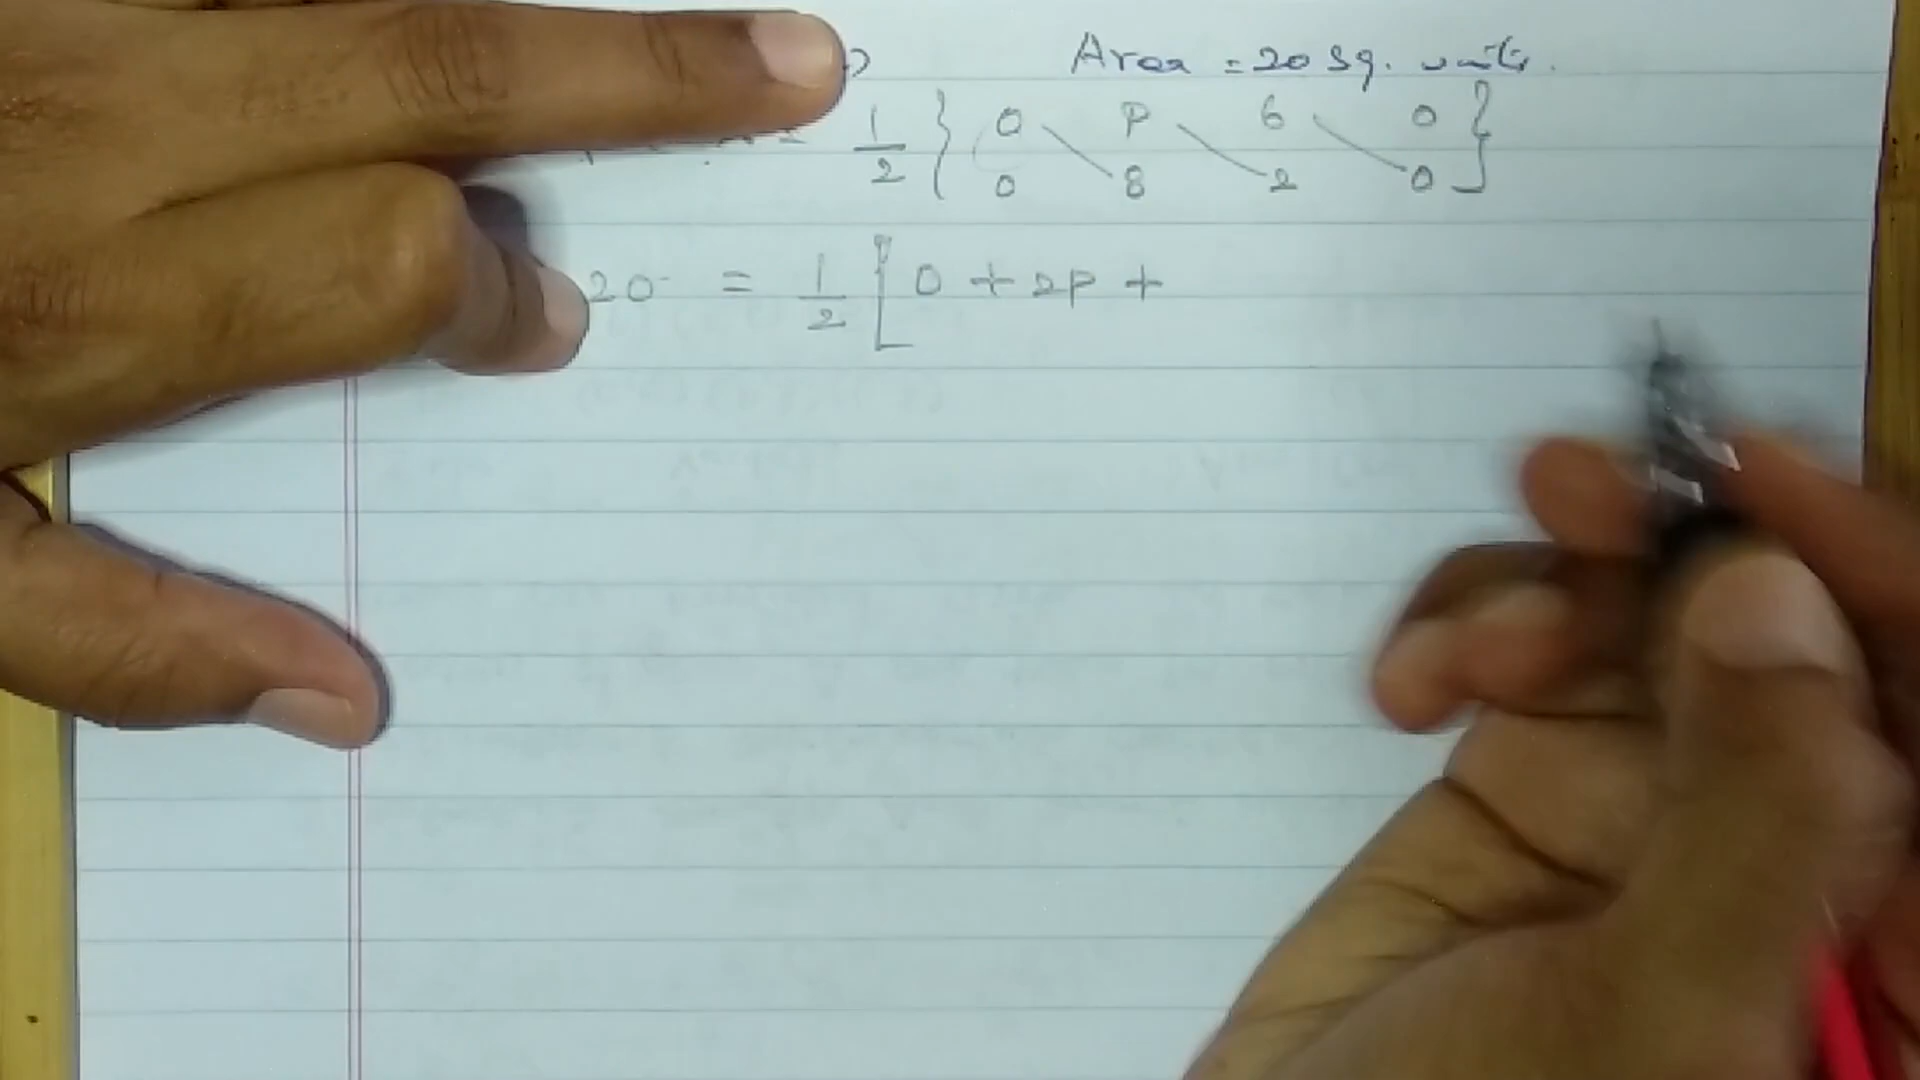 Area = 20 sq. units.
1/2 { 0 P 6 0 }
0 8 2 0
20 = 1/2 [ 0 + 2P +